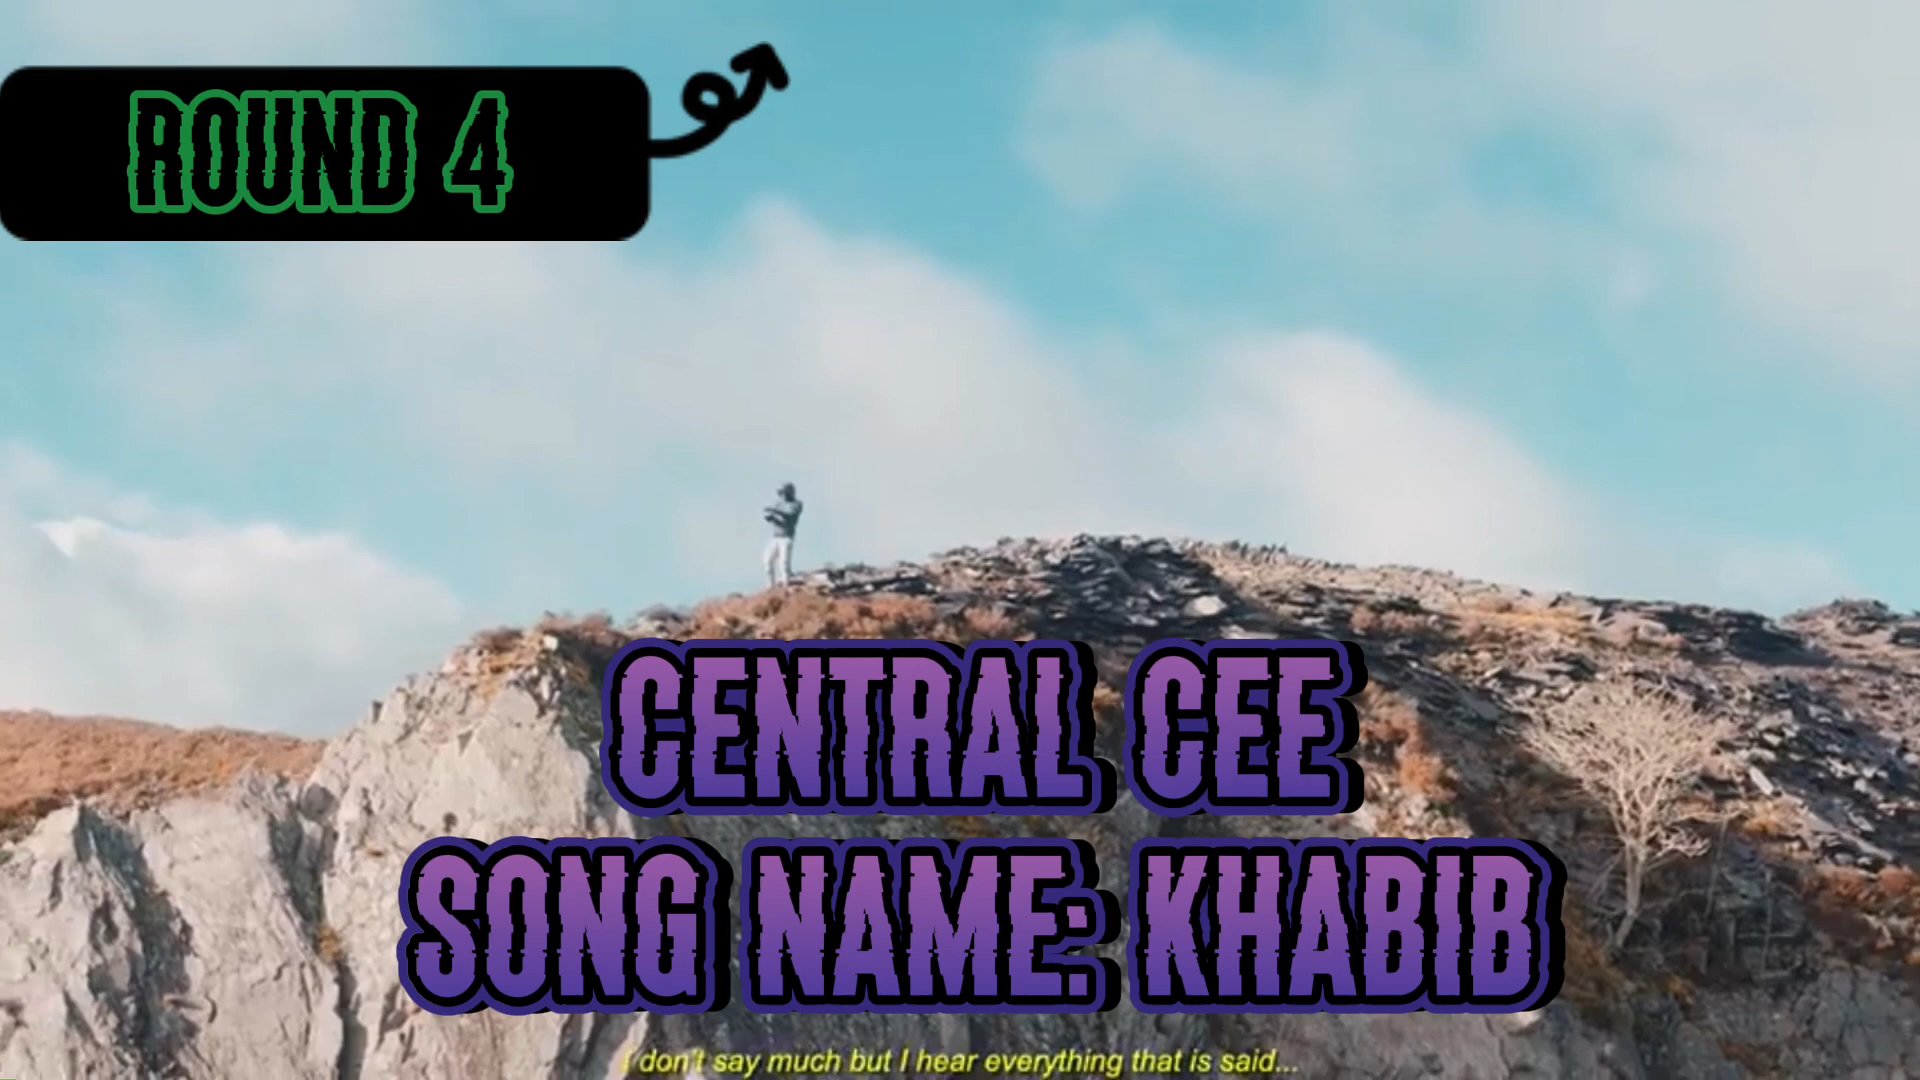 ROUND 4
CENTRAL CEE
SONG NAME: KHABIB
I don't say much but I hear everything that is said...